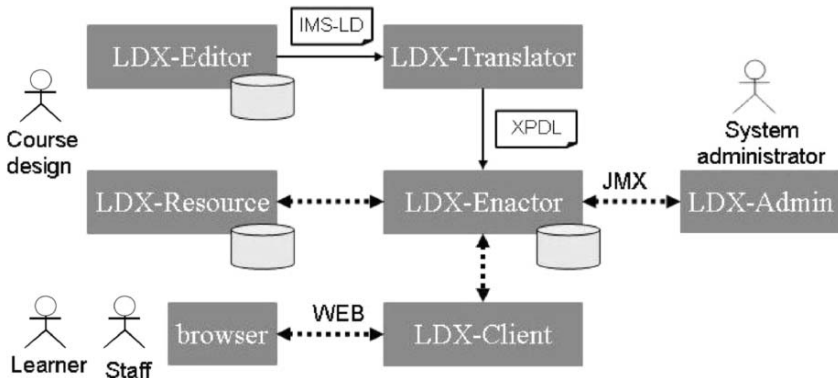 IMS-LD
LDX-Editor
LDX-Translator
Course
design
XPDL
System
administrator
LDX-Resource
LDX-Enactor
JMX
LDX-Admin
WEB
browser
LDX-Client
Learner
Staff